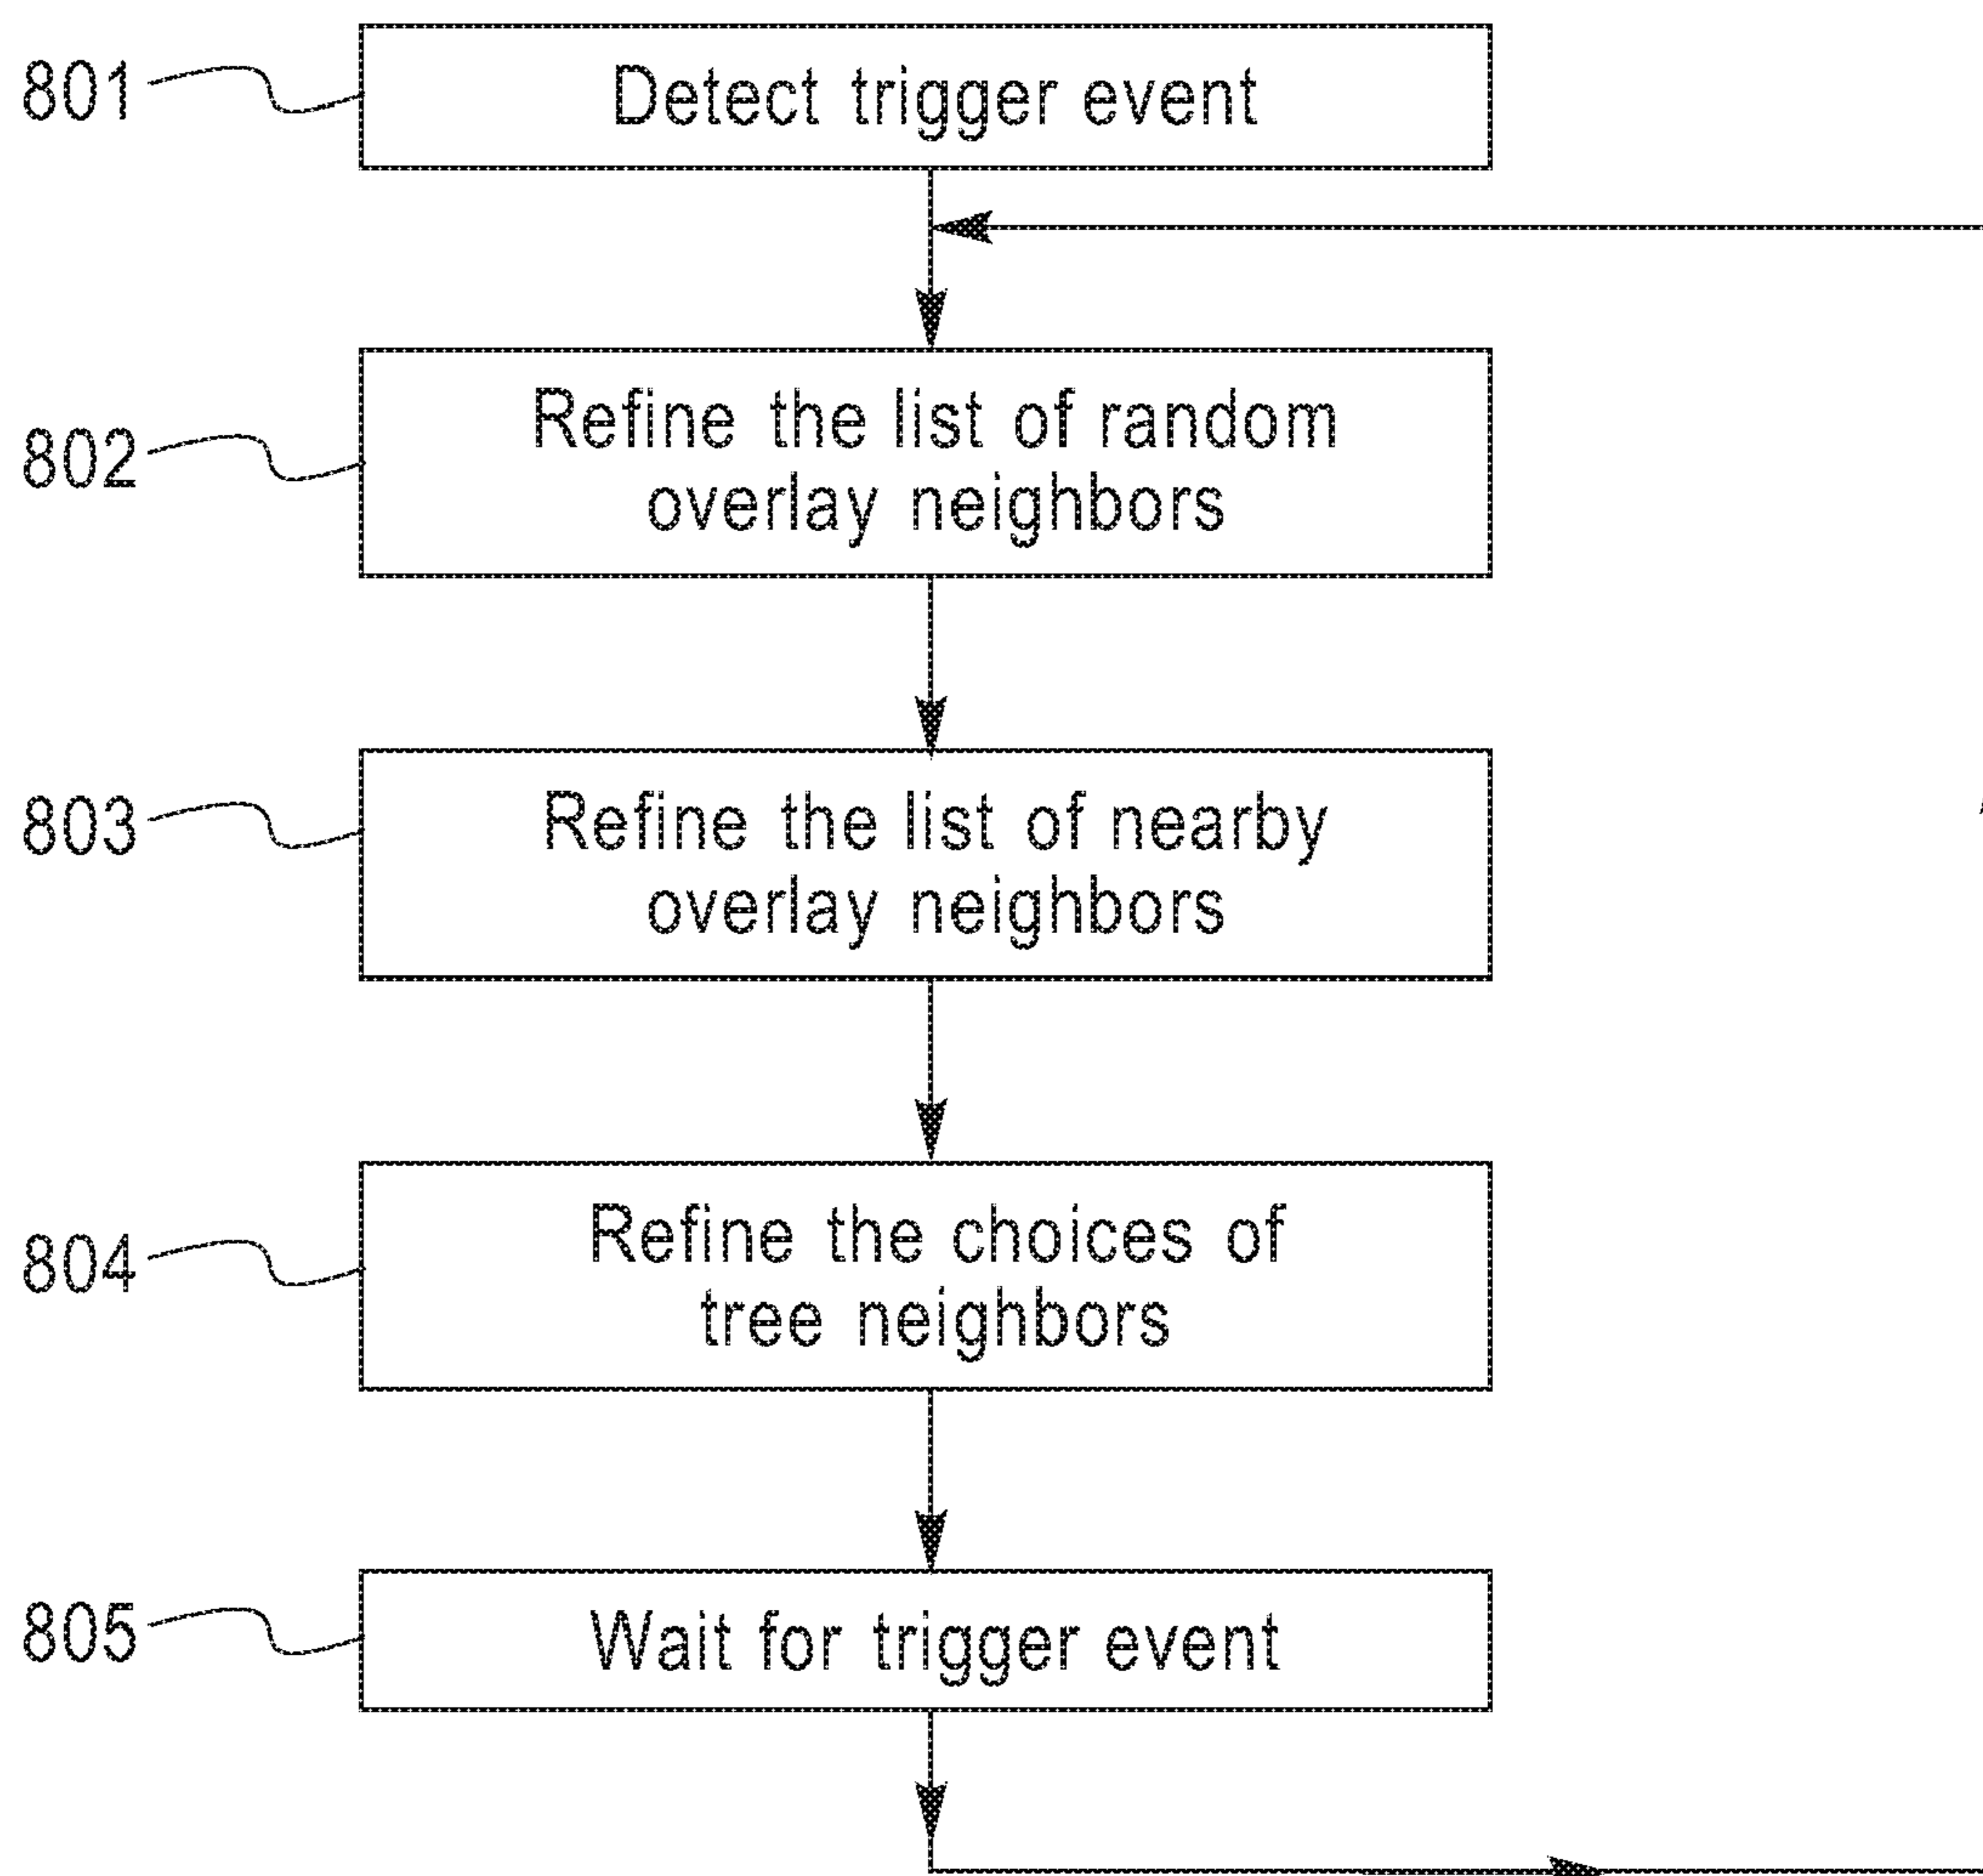 801
Detect trigger event
802
Refine the list of random
overlay neighbors
803
Refine the list of nearby
overlay neighbors
804
Refine the choices of
tree neighbors
805
Wait for trigger event